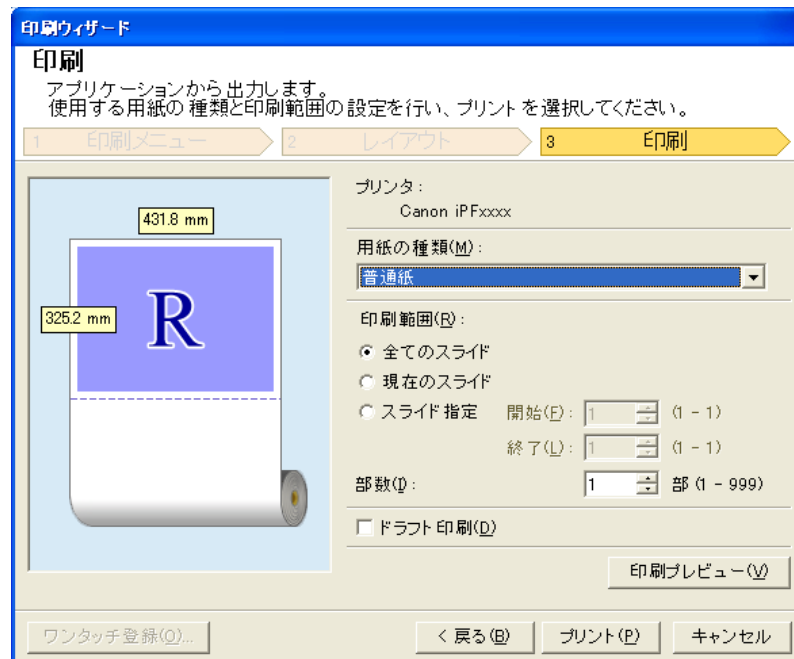 印刷ウィザード
印刷
アプリケーションから出力します。
使用する用紙の種類と印刷範囲の設定を行い、プリントを選択してください。
1 印刷メニュー 2 レイアウト 3 印刷
プリンタ:
Canon iPFxxxx
431.8 mm
用紙の種類(M):
普通紙
325.2 mm
R
印刷範囲(R):
全てのスライド
現在のスライド
スライド指定 開始(F): 1 (1 - 1)
終了(L): 1 (1 - 1)
部数(I): 1 部 (1 - 999)
ドラフト印刷(D)
印刷プレビュー(V)
ワンタッチ登録(O)... < 戻る(B) プリント(P) キャンセル